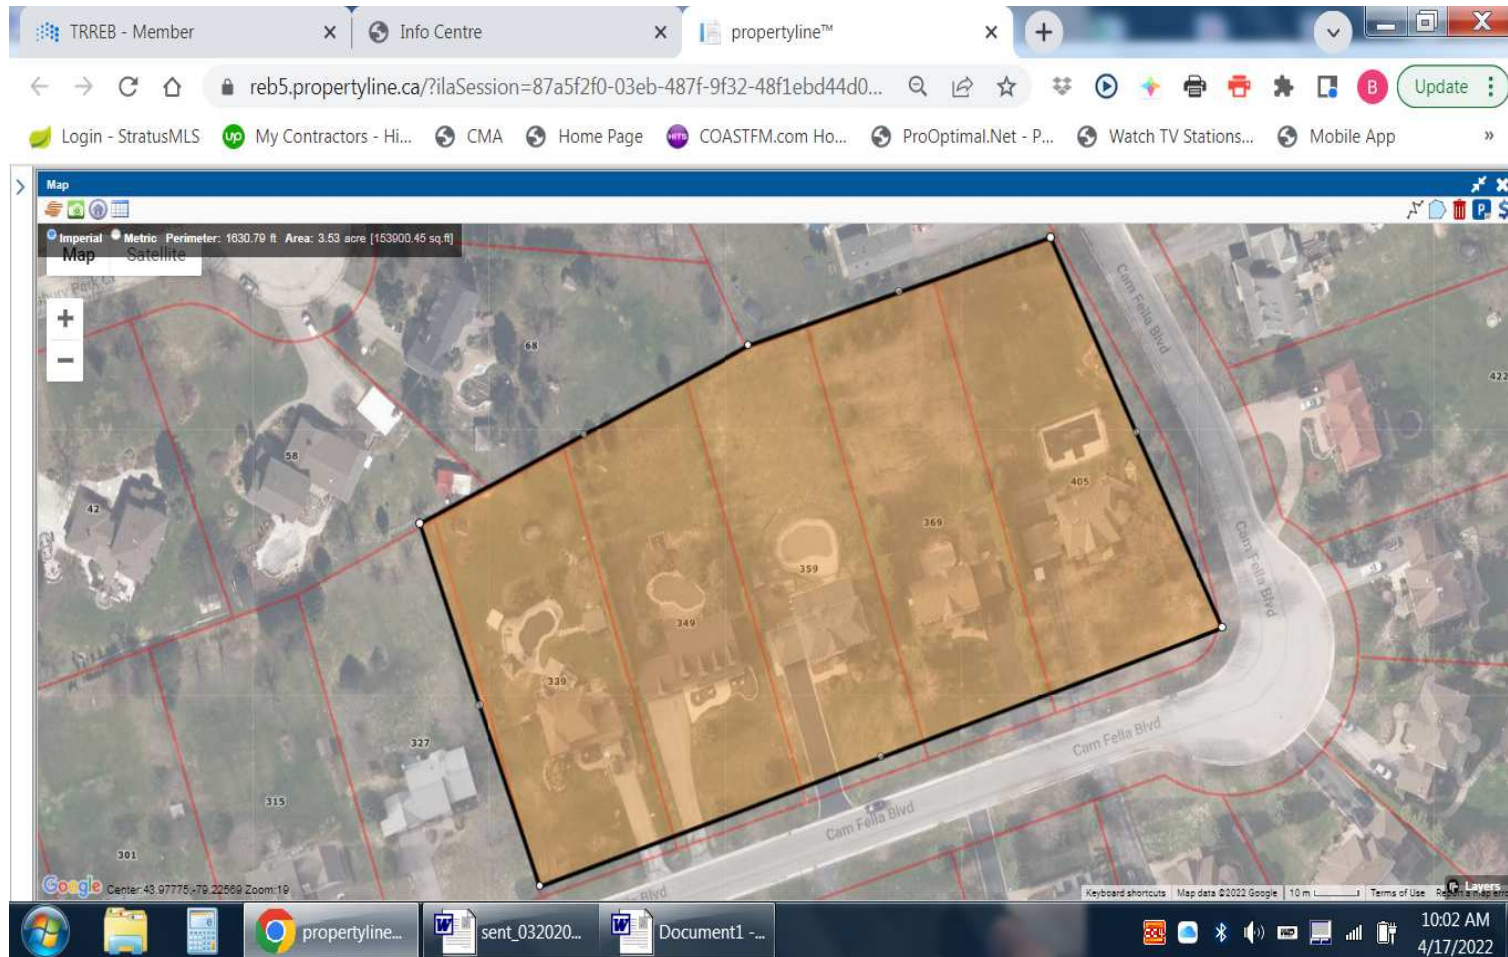 TRREB - Member
Info Centre
propertyline™
reb5.propertyline.ca/?ilaSession=87a5f2f0-03eb-487f-9f32-48f1ebd44d0...
B
Update
Login - StratusMLS
up
My Contractors - Hi...
CMA
Home Page
HITS
COASTFM.com Ho...
ProOptimal.Net - P...
Watch TV Stations...
Mobile App
»
Map
P
$
Imperial Metric Perimeter: 1630.79 ft Area: 3.53 acre [153900.45 sq.ft]
Map Satellite
+
−
Cam Fella Blvd
68
422
58
42
405
369
359
349
339
327
315
301
Cam Fella Blvd
Cam Fella Blvd
Cam Fella Blvd
Blvd
Google Center:43.97775,-79.22569 Zoom:19
Keyboard shortcuts Map data ©2022 Google 10 m Terms of Use
Layers
propertyline...
sent_032020...
Document1 -...
10:02 AM
4/17/2022